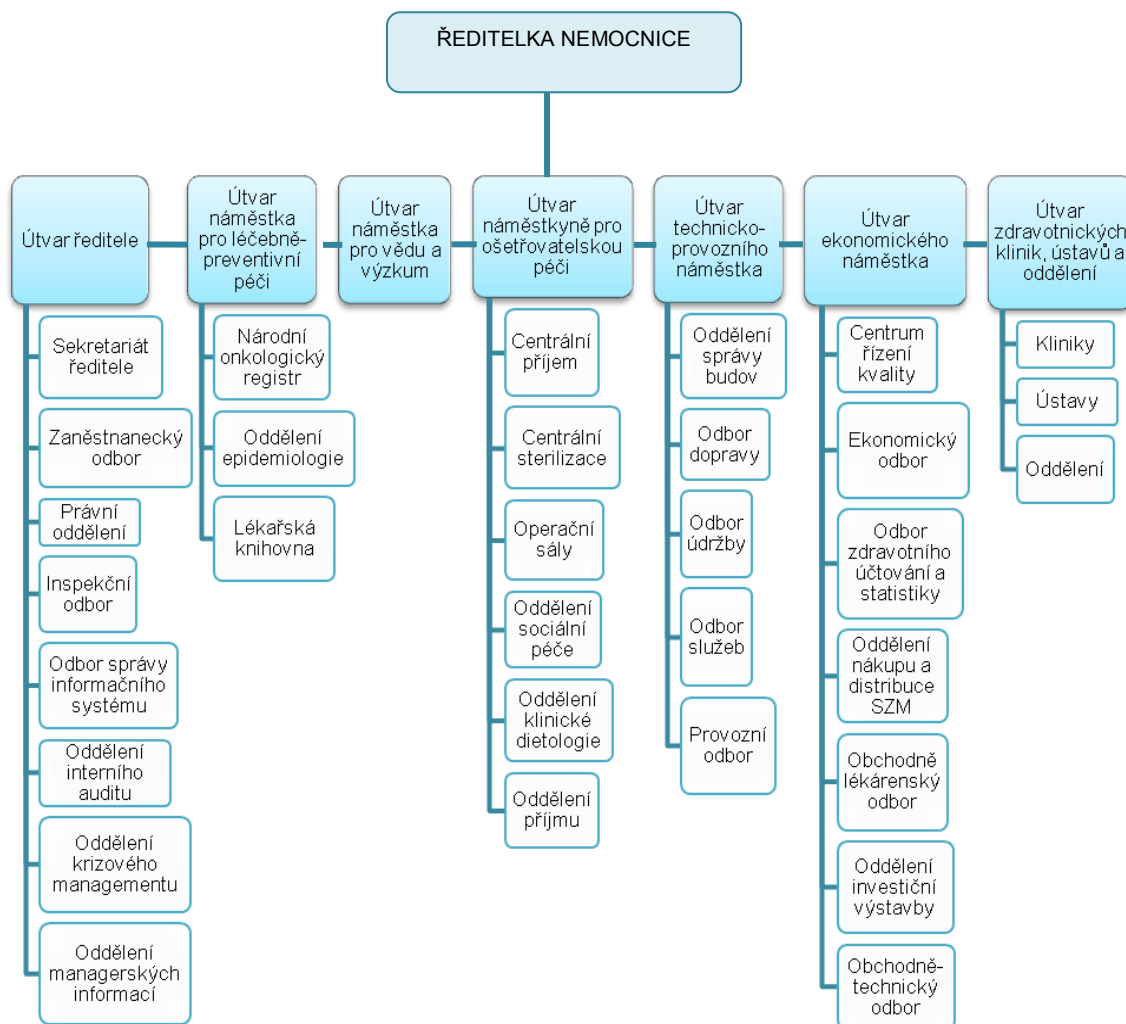 ŘEDITELKA NEMOCNICE
Útvar ředitele
Útvar
náměstka
pro léčebně-
preventivní
péči
Útvar
náměstka
pro vědu a
výzkum
Útvar
náměstkyně pro
ošetřovatelskou
péči
Útvar
technicko-
provozního
náměstka
Útvar
ekonomického
náměstka
Útvar
zdravotnických
klinik, ústavů a
oddělení
Sekretariát
ředitele
Zaněstnanecký
odbor
Právní
oddělení
Inspekční
odbor
Odbor správy
informačního
systému
Oddělení
interního
auditu
Oddělení
krizového
managementu
Oddělení
managerských
informací
Národní
onkologický
registr
Oddělení
epidemiologie
Lékařská
knihovna
Centrální
příjem
Centrální
sterilizace
Operační
sály
Oddělení
sociální
péče
Oddělení
klinické
dietologie
Oddělení
příjmu
Oddělení
správy
budov
Odbor
dopravy
Odbor
údržby
Odbor
služeb
Provozní
odbor
Centrum
řízení
kvality
Ekonomický
odbor
Odbor
zdravotního
účtování a
statistiky
Oddělení
nákupu a
distribuce
SZM
Obchodně
lékárenský
odbor
Oddělení
investiční
výstavby
Obchodně-
technický
odbor
Kliniky
Ústavy
Oddělení